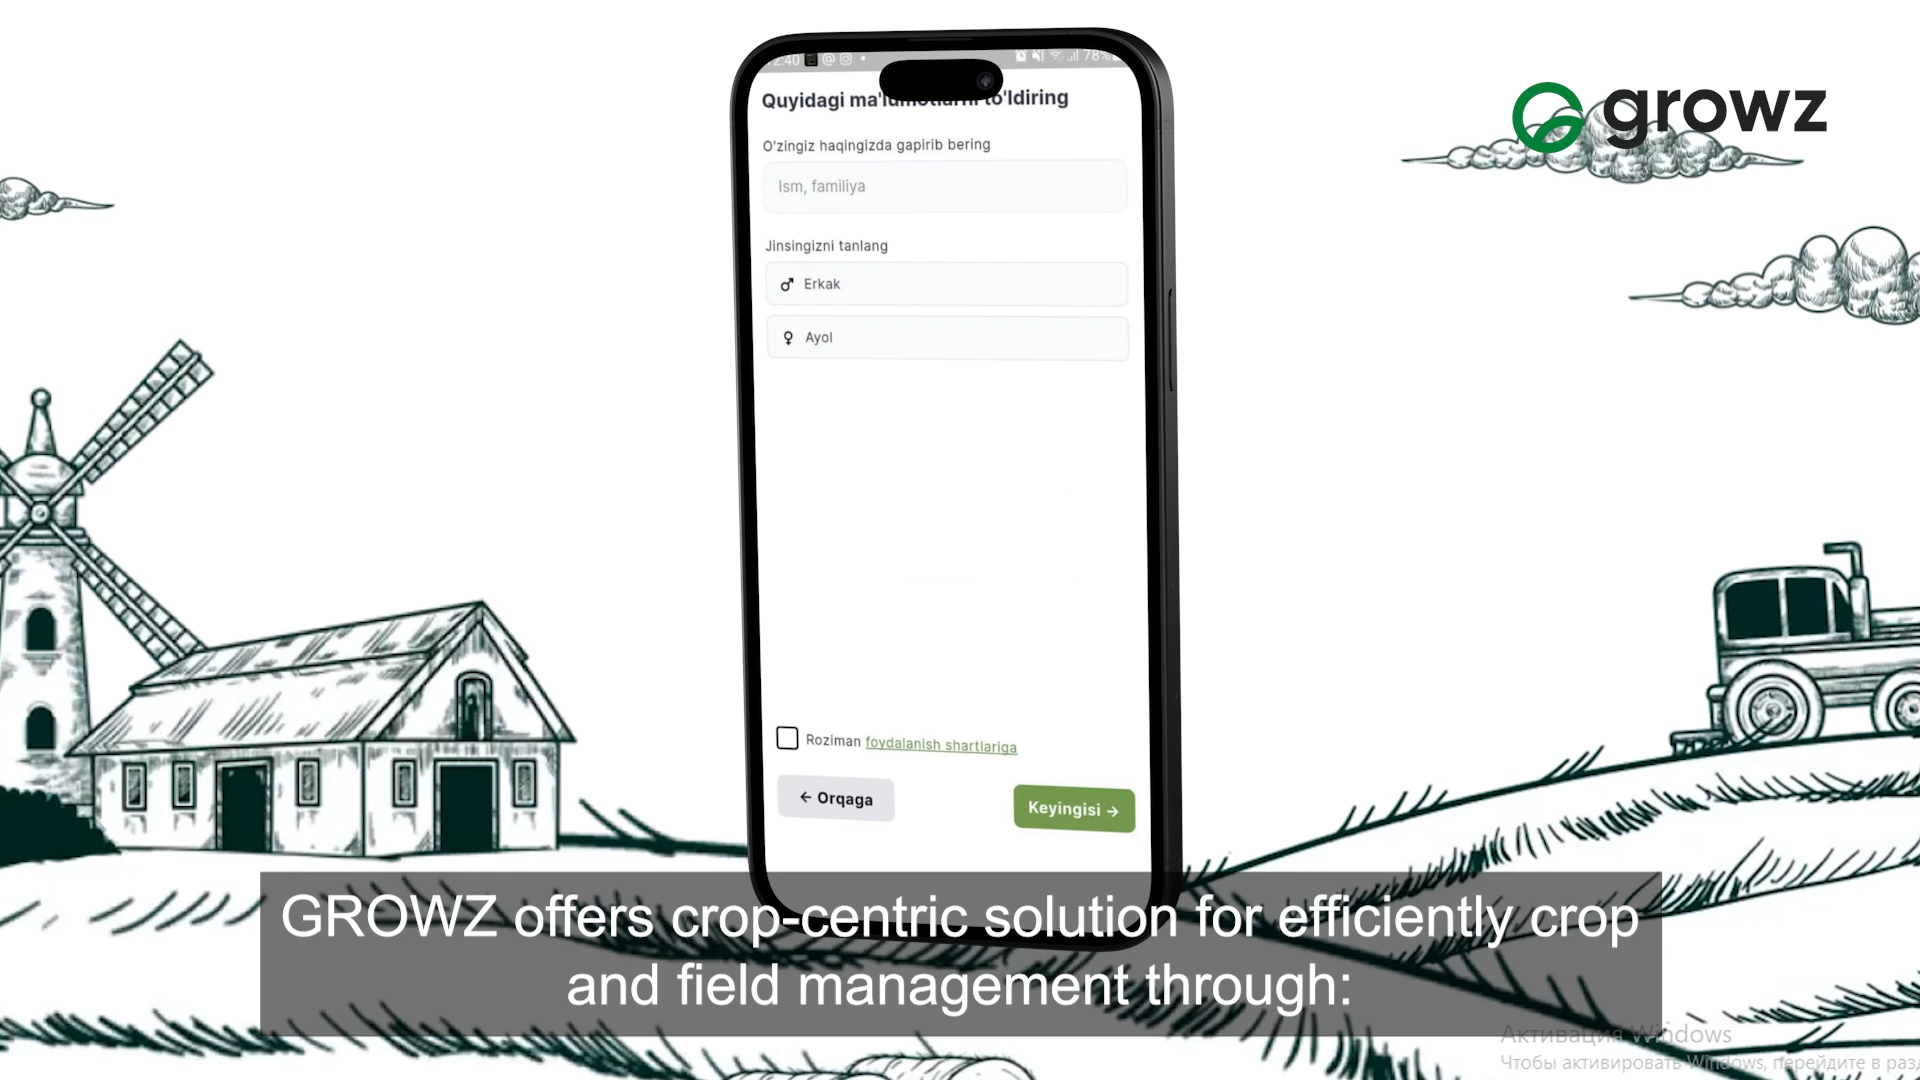 12:40
78%
growz
Quyidagi ma'lumotlarni to'ldiring
O'zingiz haqingizda gapirib bering
Ism, familiya
Jinsingizni tanlang
Erkak
Ayol
Roziman foydalanish shartlariga
← Orqaga
Keyingisi →
GROWZ offers crop-centric solution for efficiently crop
and field management through:
Активация Windows
Чтобы активировать Windows, перейдите в